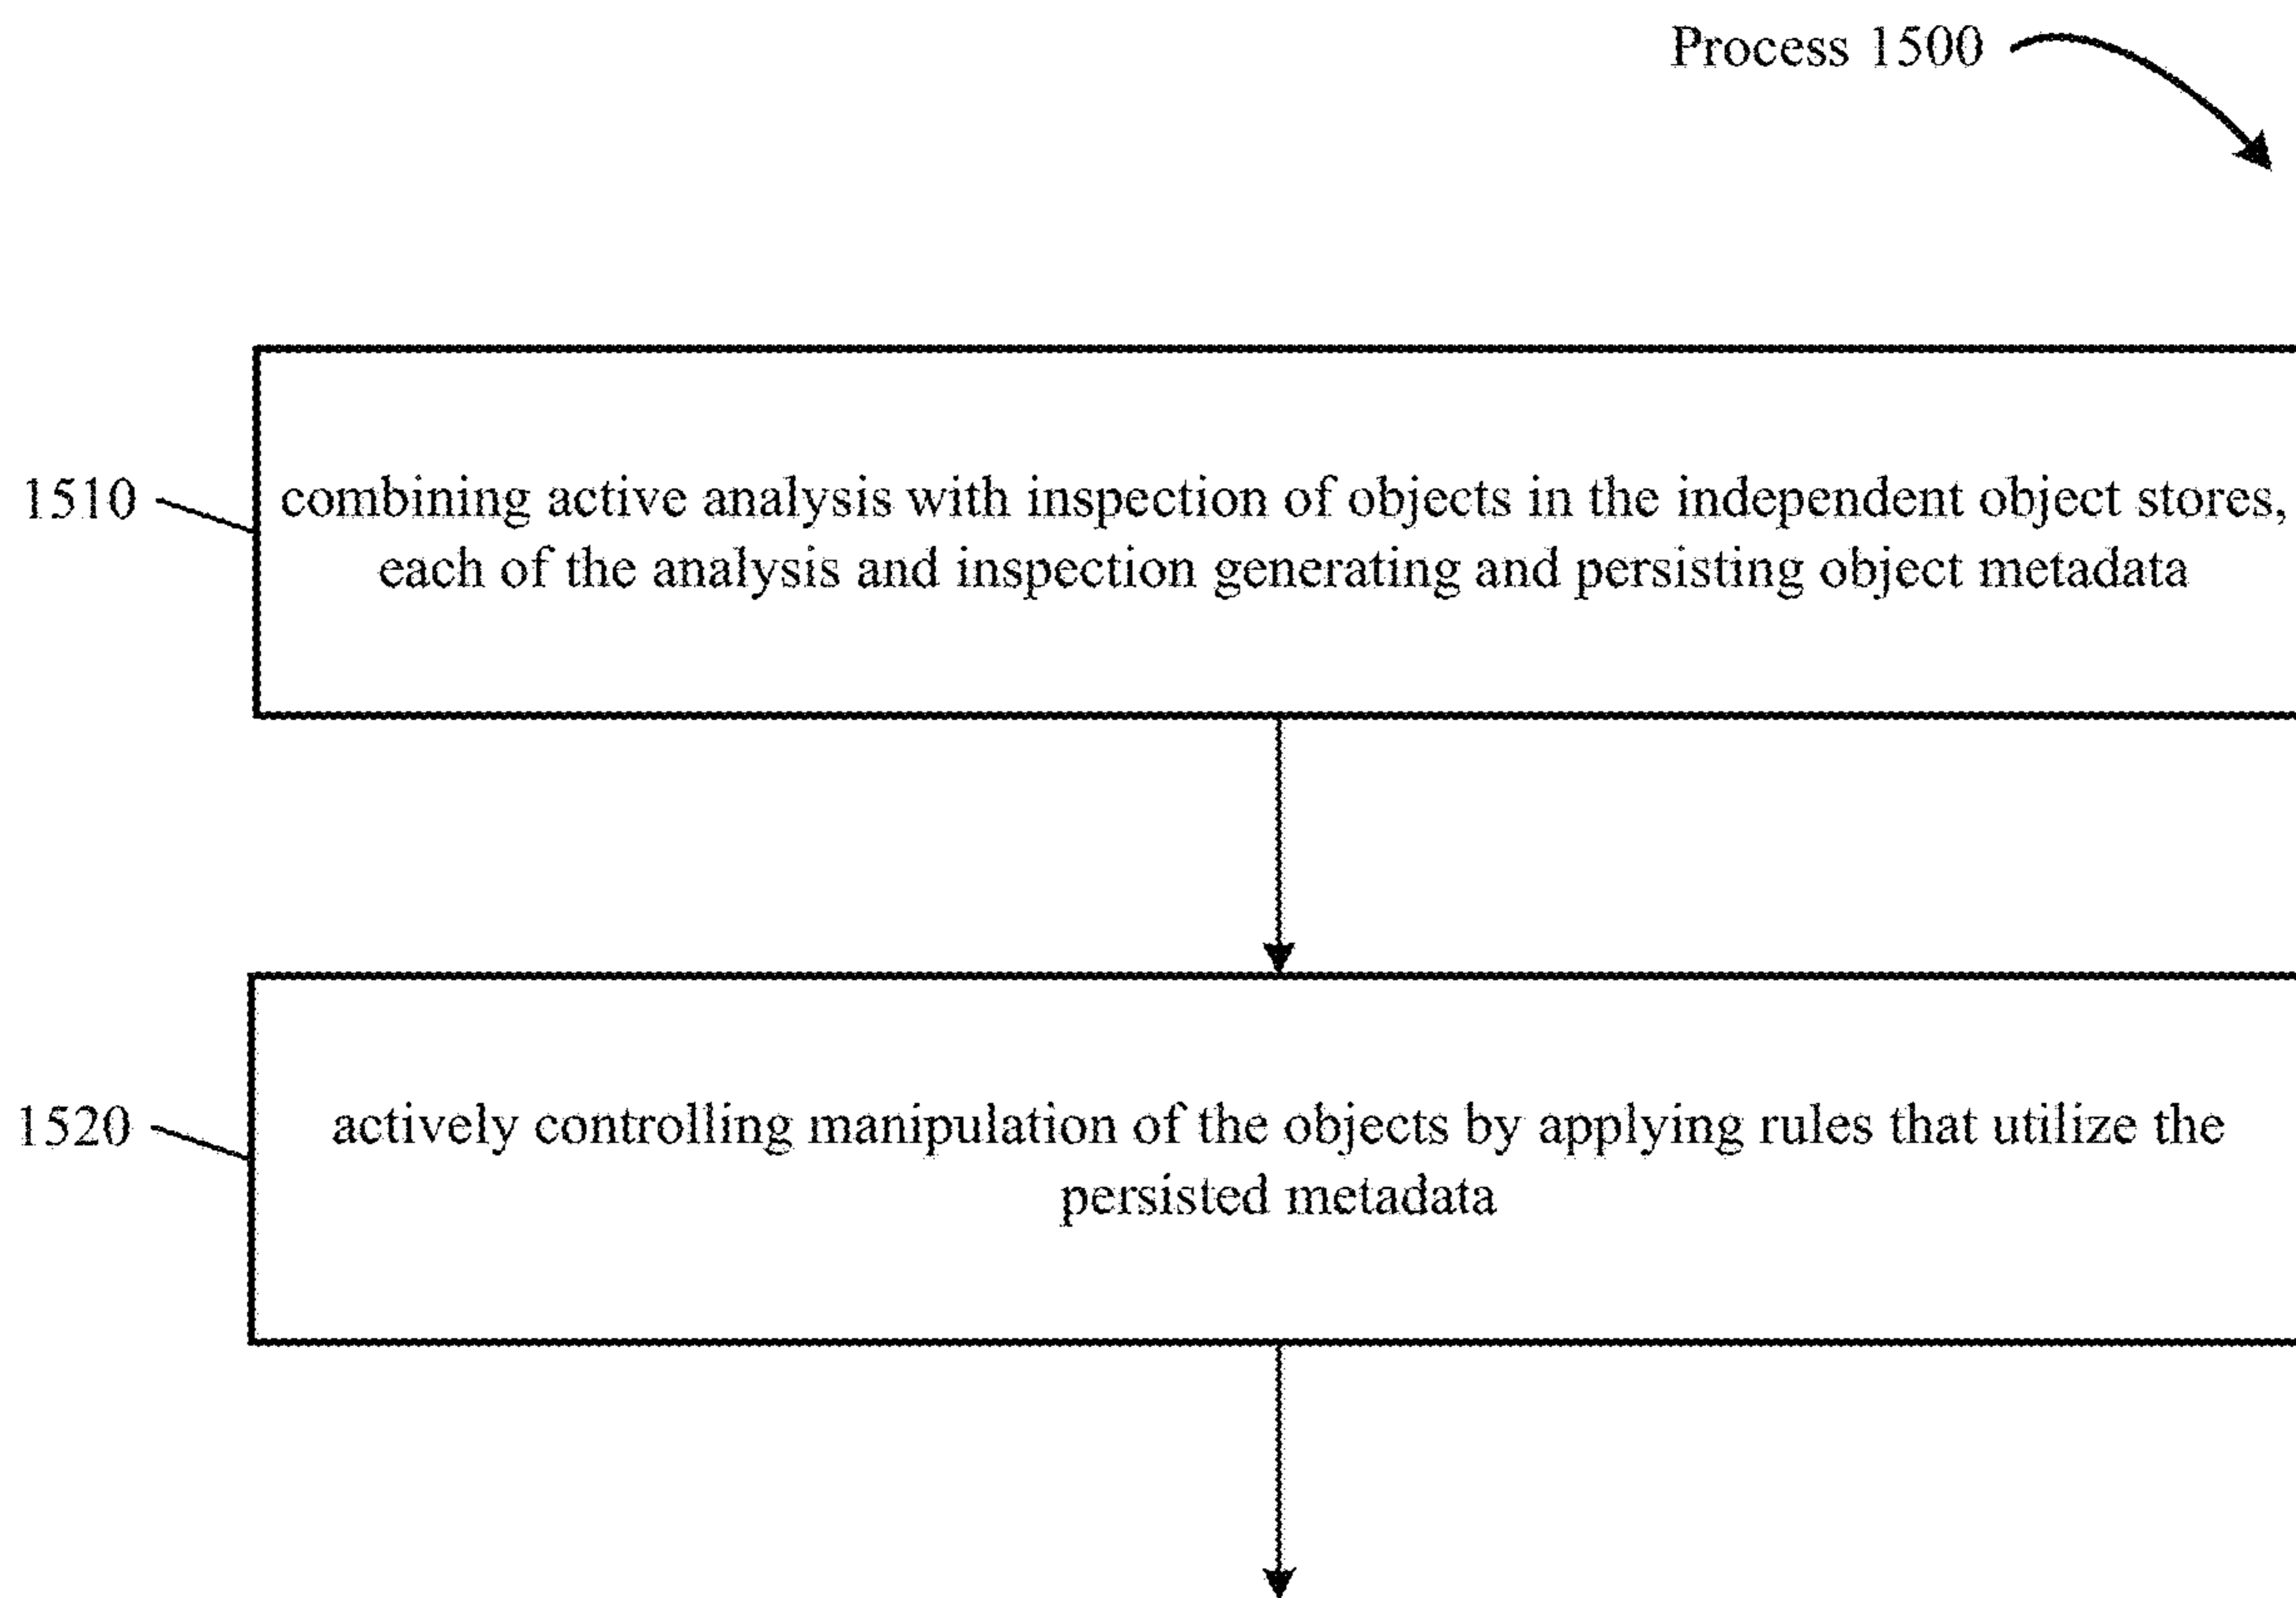 Process 1500
1510
combining active analysis with inspection of objects in the independent object stores,
each of the analysis and inspection generating and persisting object metadata
1520
actively controlling manipulation of the objects by applying rules that utilize the
persisted metadata